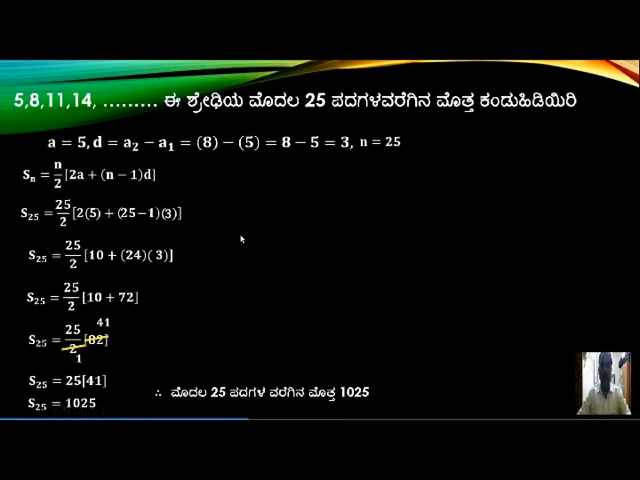 5,8,11,14, ......... ಈ ಶ್ರೇಢಿಯ ಮೊದಲ 25 ಪದಗಳವರೆಗಿನ ಮೊತ್ತ ಕಂಡುಹಿಡಿಯಿರಿ
a = 5, d = a₂ − a₁ = (8) − (5) = 8 − 5 = 3, n = 25
Sₙ = n/2 [2a + (n − 1)d]
S₂₅ = 25/2 [2(5) + (25−1)(3)]
S₂₅ = 25/2 [10 + (24)( 3)]
S₂₅ = 25/2 [10 + 72]
41
S₂₅ = 25/2 [82]
1
S₂₅ = 25[41]
∴ ಮೊದಲ 25 ಪದಗಳ ವರೆಗಿನ ಮೊತ್ತ 1025
S₂₅ = 1025